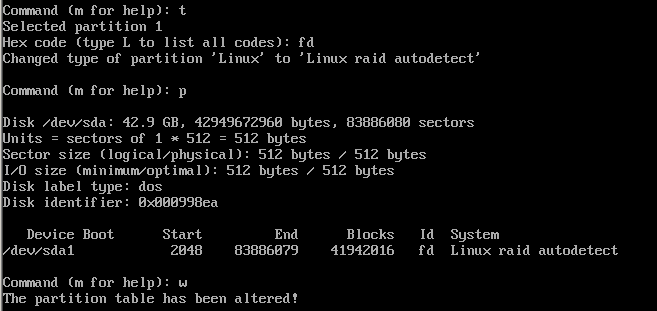 Command (m for help): t
Selected partition 1
Hex code (type L to list all codes): fd
Changed type of partition 'Linux' to 'Linux raid autodetect'
Command (m for help): p
Disk /dev/sda: 42.9 GB, 42949672960 bytes, 83886080 sectors
Units = sectors of 1 * 512 = 512 bytes
Sector size (logical/physical): 512 bytes / 512 bytes
I/O size (minimum/optimal): 512 bytes / 512 bytes
Disk label type: dos
Disk identifier: 0x000998ea
Device Boot Start End Blocks Id System
/dev/sda1 2048 83886079 41942016 fd Linux raid autodetect
Command (m for help): w
The partition table has been altered!